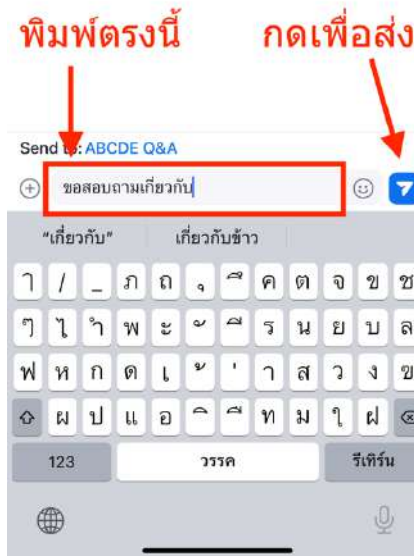 พิมพ์ตรงนี้ กดเพื่อส่ง
Send to: ABCDE Q&A
ขอสอบถามเกี่ยวกับ
“เกี่ยวกับ” เกี่ยวกับข้าว
ๅ / _ ภ ถ ุ ึ ค ต จ ข ช
ๆ ไ ำ พ ะ ั ี ร น ย บ ล
ฟ ห ก ด เ ้ ่ า ส ว ง ฃ
ผ ป แ อ ิ ื ท ม ใ ฝ
123 วรรค รีเทิร์น